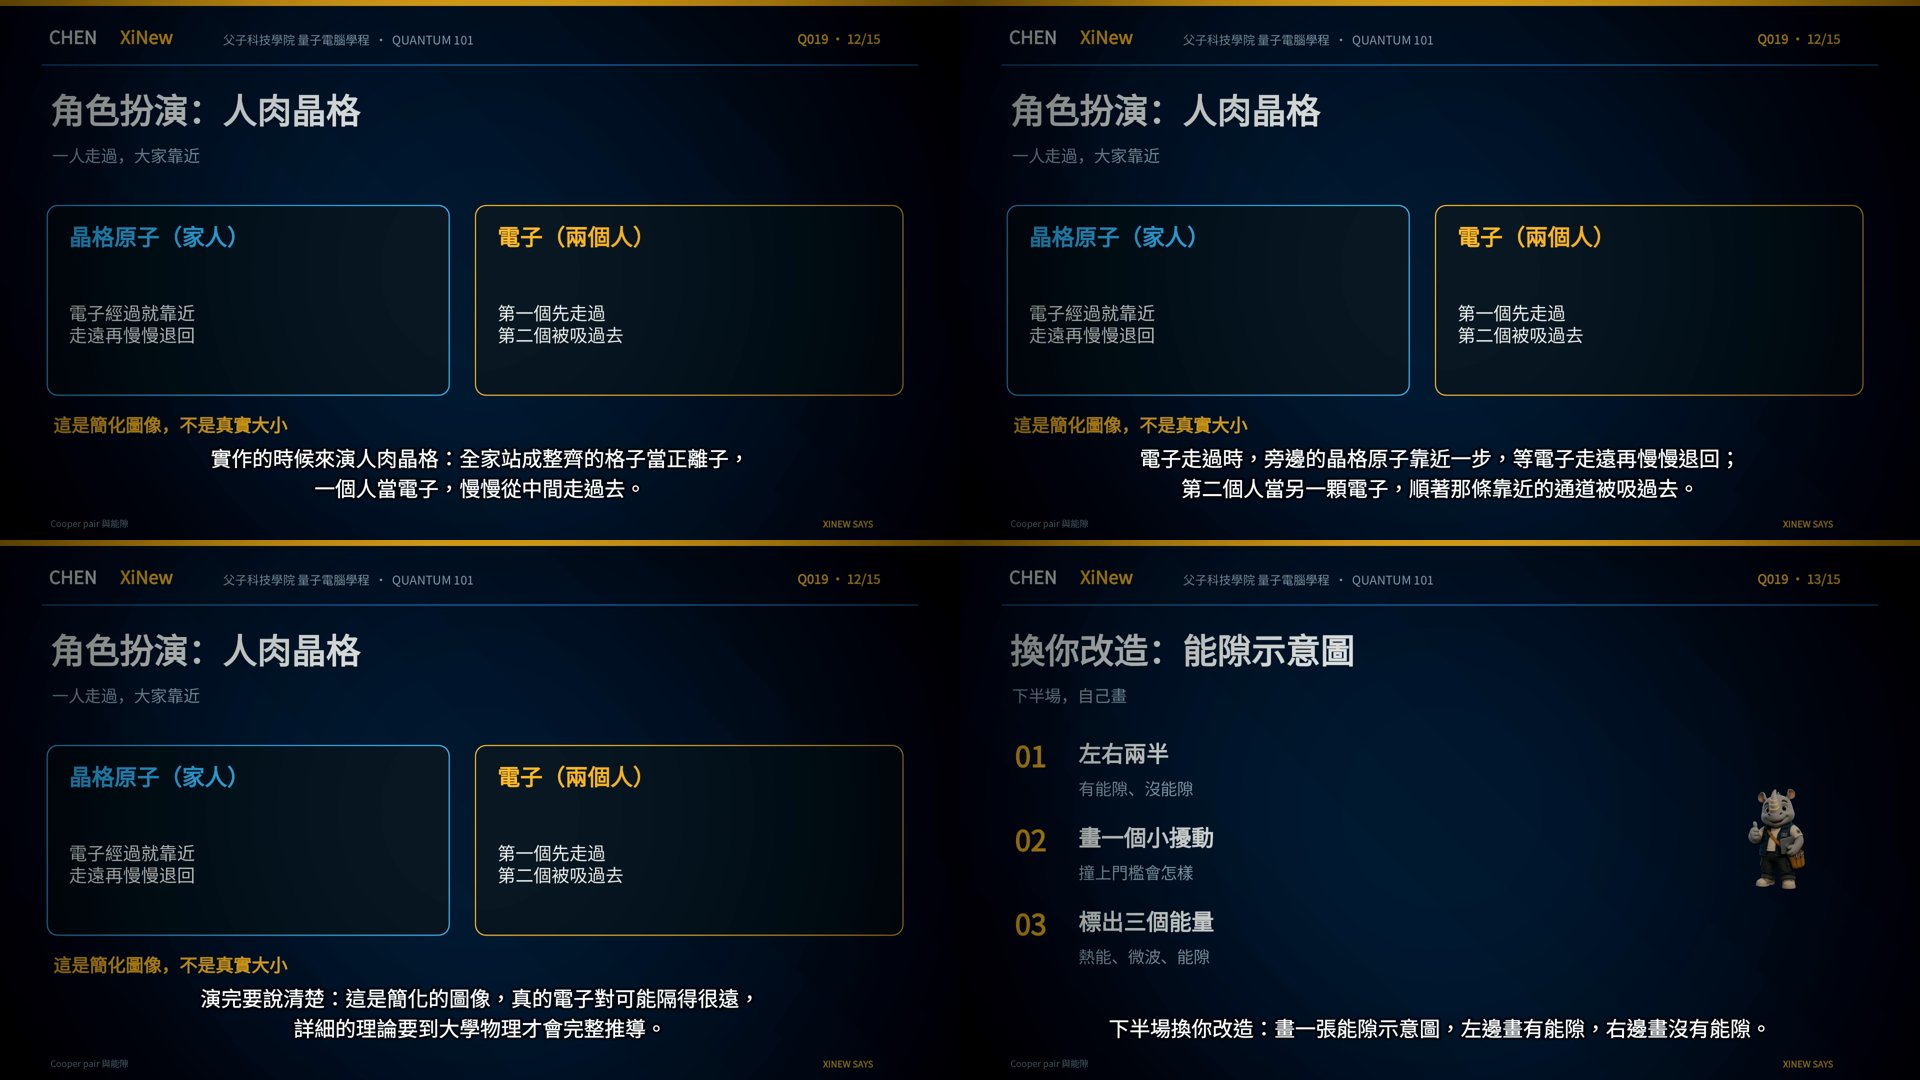 CHEN XiNew 父子科技學院 量子電腦學程 · QUANTUM 101 Q019 · 12/15
角色扮演：人肉晶格
一人走過，大家靠近
晶格原子（家人）
電子經過就靠近
走遠再慢慢退回
電子（兩個人）
第一個先走過
第二個被吸過去
這是簡化圖像，不是真實大小
實作的時候來演人肉晶格：全家站成整齊的格子當正離子，
一個人當電子，慢慢從中間走過去。
Cooper pair 與能隙 XINEW SAYS
CHEN XiNew 父子科技學院 量子電腦學程 · QUANTUM 101 Q019 · 12/15
角色扮演：人肉晶格
一人走過，大家靠近
晶格原子（家人）
電子經過就靠近
走遠再慢慢退回
電子（兩個人）
第一個先走過
第二個被吸過去
這是簡化圖像，不是真實大小
電子走過時，旁邊的晶格原子靠近一步，等電子走遠再慢慢退回；
第二個人當另一顆電子，順著那條靠近的通道被吸過去。
Cooper pair 與能隙 XINEW SAYS
CHEN XiNew 父子科技學院 量子電腦學程 · QUANTUM 101 Q019 · 12/15
角色扮演：人肉晶格
一人走過，大家靠近
晶格原子（家人）
電子經過就靠近
走遠再慢慢退回
電子（兩個人）
第一個先走過
第二個被吸過去
這是簡化圖像，不是真實大小
演完要說清楚：這是簡化的圖像，真的電子對可能隔得很遠，
詳細的理論要到大學物理才會完整推導。
Cooper pair 與能隙 XINEW SAYS
CHEN XiNew 父子科技學院 量子電腦學程 · QUANTUM 101 Q019 · 13/15
換你改造：能隙示意圖
下半場，自己畫
01 左右兩半
有能隙、沒能隙
02 畫一個小擾動
撞上門檻會怎樣
03 標出三個能量
熱能、微波、能隙
下半場換你改造：畫一張能隙示意圖，左邊畫有能隙，右邊畫沒有能隙。
Cooper pair 與能隙 XINEW SAYS